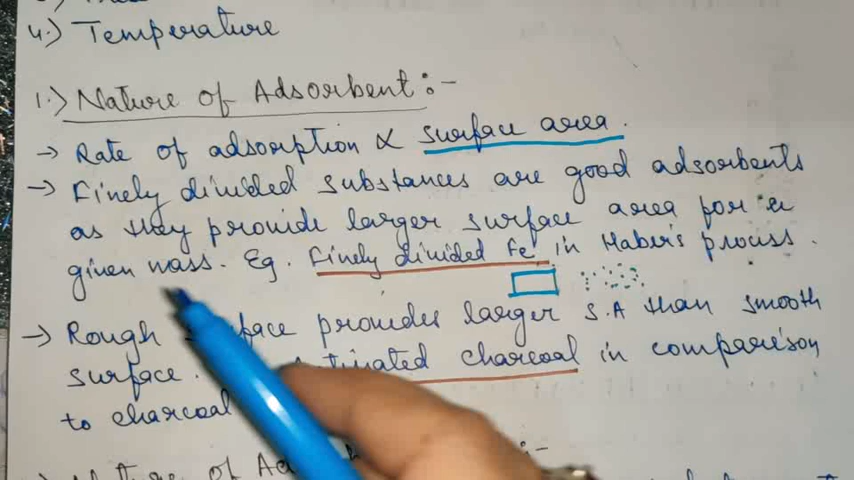 4.) Temperature
1.) Nature of Adsorbent :-
→ Rate of adsorption ∝ surface area.
→ Finely divided substances are good adsorbents
as they provide larger surface area for a
given mass. Eg. Finely divided Fe in Haber's process.
→ Rough surface provides larger S.A than smooth
surface. charcoal in comparison
to charcoal
of